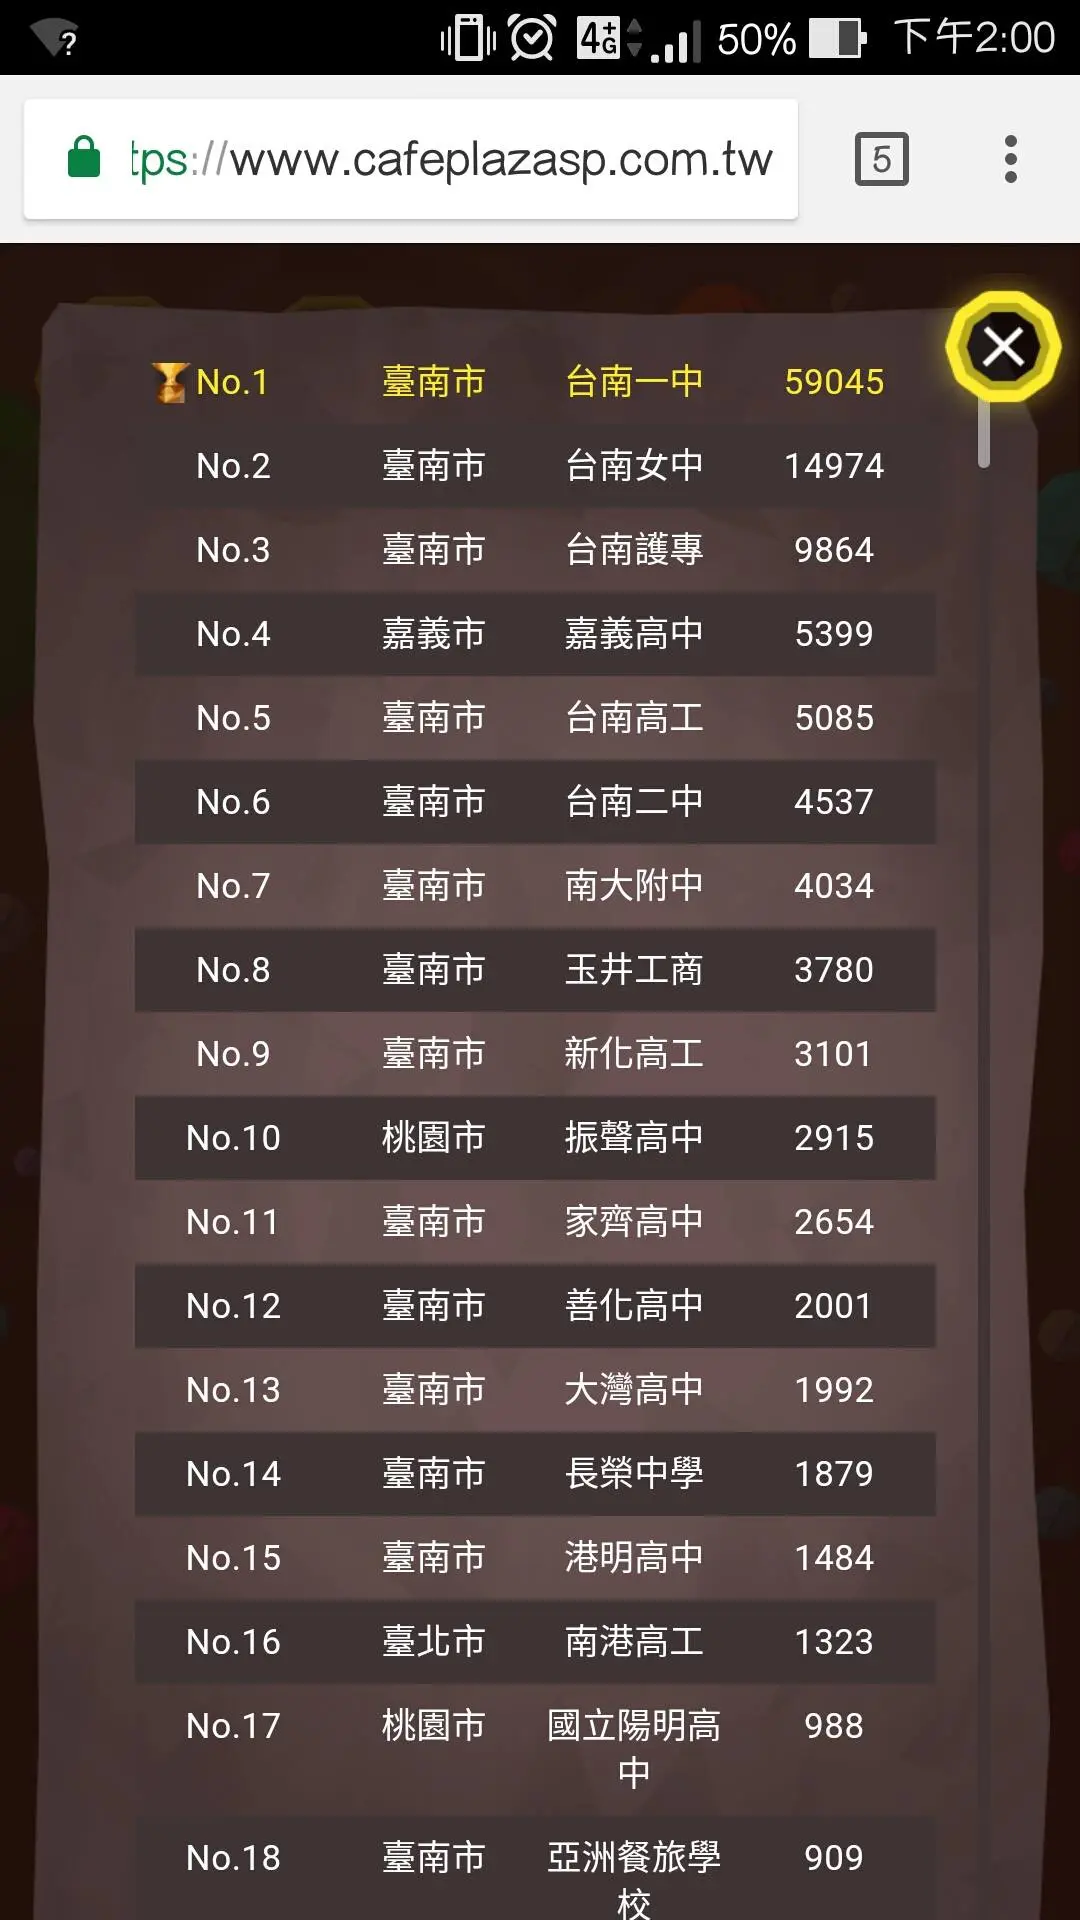 ?
4+G
50%
下午2:00
tps://www.cafeplazasp.com.tw
5
No.1 臺南市 台南一中 59045
No.2 臺南市 台南女中 14974
No.3 臺南市 台南護專 9864
No.4 嘉義市 嘉義高中 5399
No.5 臺南市 台南高工 5085
No.6 臺南市 台南二中 4537
No.7 臺南市 南大附中 4034
No.8 臺南市 玉井工商 3780
No.9 臺南市 新化高工 3101
No.10 桃園市 振聲高中 2915
No.11 臺南市 家齊高中 2654
No.12 臺南市 善化高中 2001
No.13 臺南市 大灣高中 1992
No.14 臺南市 長榮中學 1879
No.15 臺南市 港明高中 1484
No.16 臺北市 南港高工 1323
No.17 桃園市 國立陽明高 988
中
No.18 臺南市 亞洲餐旅學 909
校